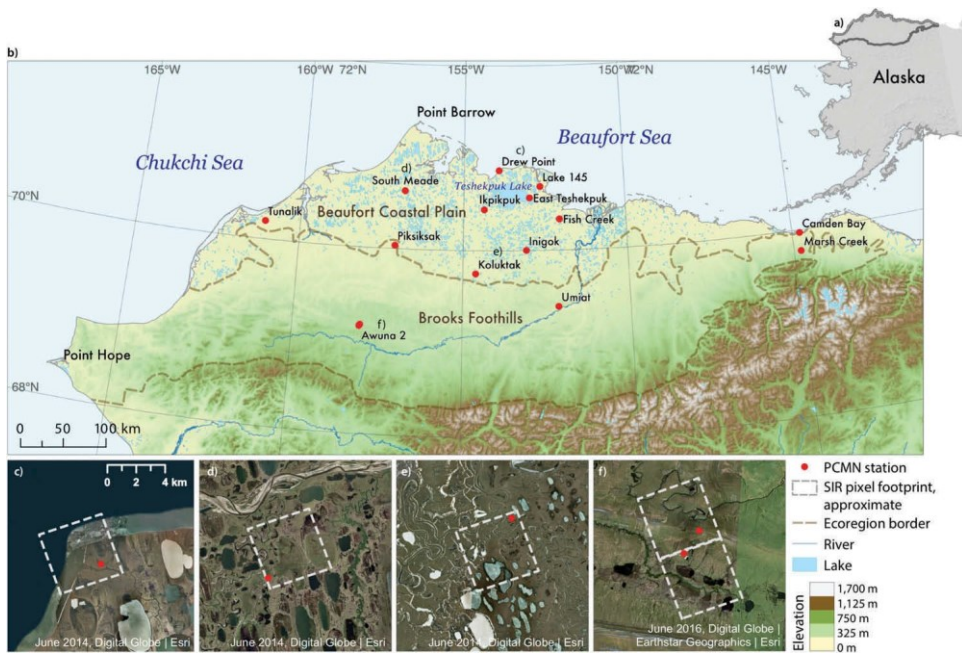 a)
Alaska
b)
165°W
160°W
72°N
155°W
150°W
72°N
145°W
Point Barrow
Beaufort Sea
Chukchi Sea
c)
Drew Point
d)
South Meade
Lake 145
Teshekpuk Lake
70°N
Ikpikpuk
East Teshekpuk
Beaufort Coastal Plain
Fish Creek
Tunalik
70°N
Camden Bay
Piksiksak
Inigok
Marsh Creek
e)
Koluktak
Umiat
Brooks Foothills
f)
Awuna 2
Point Hope
68°N
68°N
0 25 50 100 km
c)
0 2 4 km
June 2014, Digital Globe | Esri
d)
June 2014, Digital Globe | Esri
e)
June 2014, Digital Globe | Esri
f)
June 2016, Digital Globe |
Earthstar Geographics | Esri
PCMN station
SIR pixel footprint,
approximate
Ecoregion border
River
Lake
Elevation
1,700 m
1,125 m
750 m
325 m
0 m